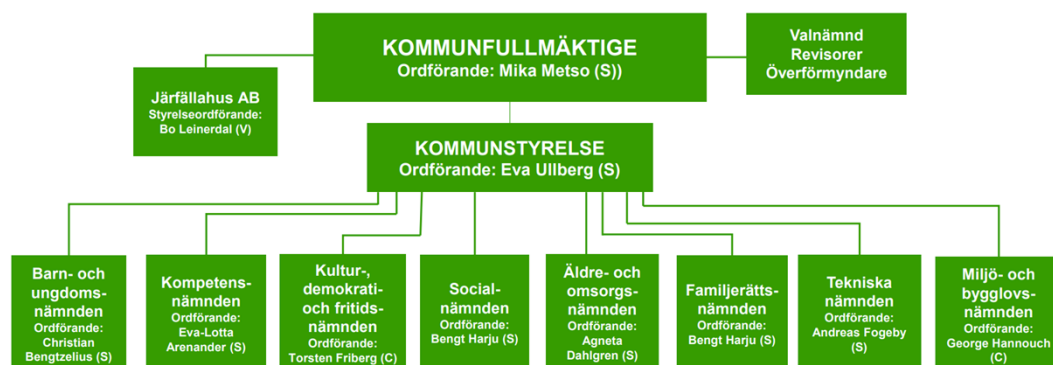 KOMMUNFULLMÄKTIGE
Ordförande: Mika Metso (S))
Valnämnd
Revisorer
Överförmyndare
Järfällahus AB
Styrelseordförande:
Bo Leinerdal (V)
KOMMUNSTYRELSE
Ordförande: Eva Ullberg (S)
Barn- och
ungdoms-
nämnden
Ordförande:
Christian
Bengtzelius (S)
Kompetens-
nämnden
Ordförande:
Eva-Lotta
Arenander (S)
Kultur-,
demokrati-
och fritids-
nämnden
Ordförande:
Torsten Friberg (C)
Social-
nämnden
Ordförande:
Bengt Harju (S)
Äldre- och
omsorgs-
nämnden
Ordförande:
Agneta
Dahlgren (S)
Familjerätts-
nämnden
Ordförande:
Bengt Harju (S)
Tekniska
nämnden
Ordförande:
Andreas Fogeby
(S)
Miljö- och
bygglovs-
nämnden
Ordförande:
George Hannouch
(C)